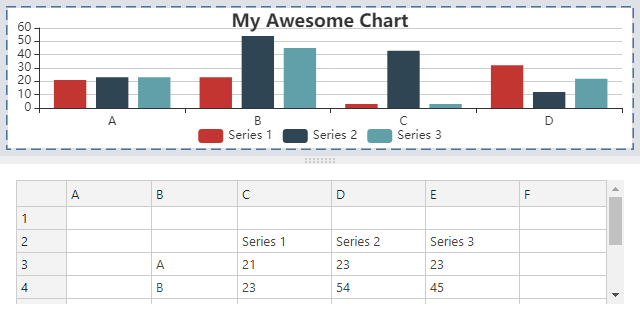 My Awesome Chart
60
50
40
30
20
10
0
A B C D
Series 1 Series 2 Series 3
A B C D E F
1
2 Series 1 Series 2 Series 3
3 A 21 23 23
4 B 23 54 45